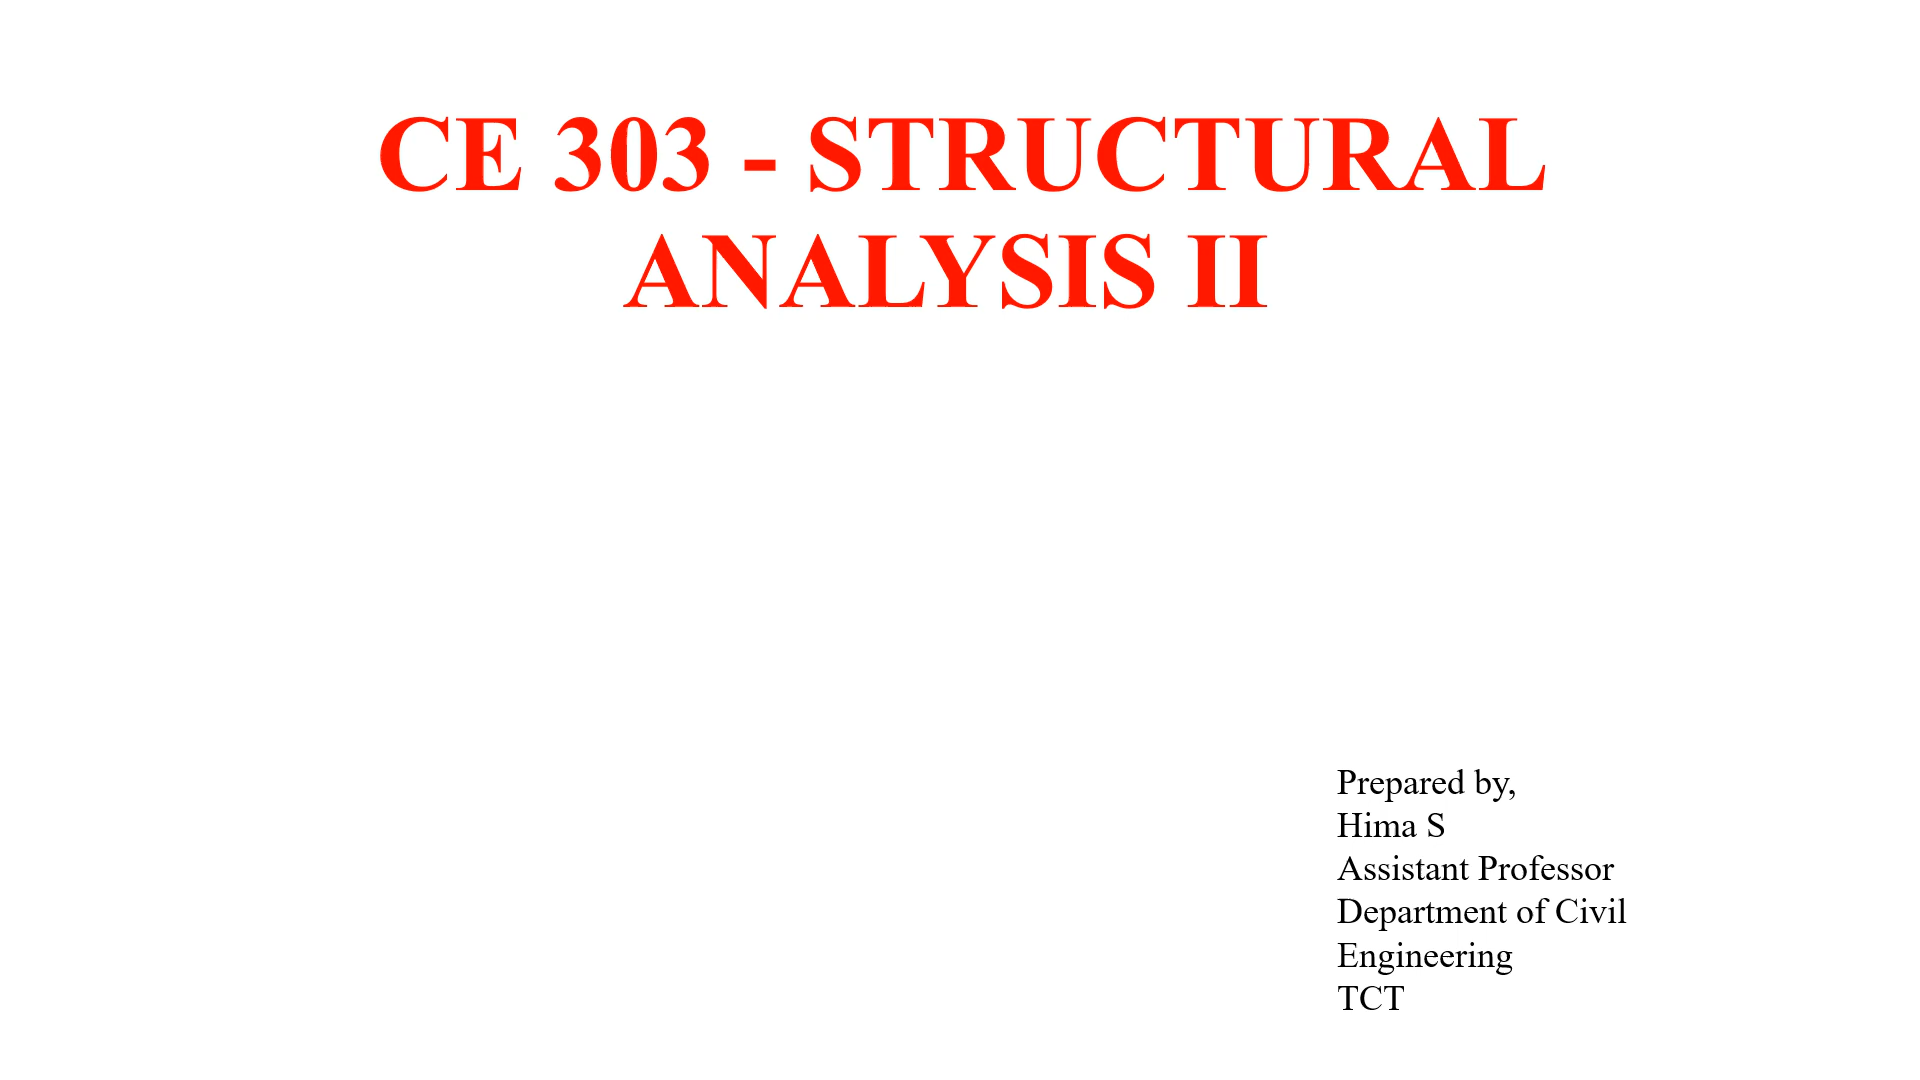 CE 303 - STRUCTURAL
ANALYSIS II
Prepared by,
Hima S
Assistant Professor
Department of Civil
Engineering
TCT